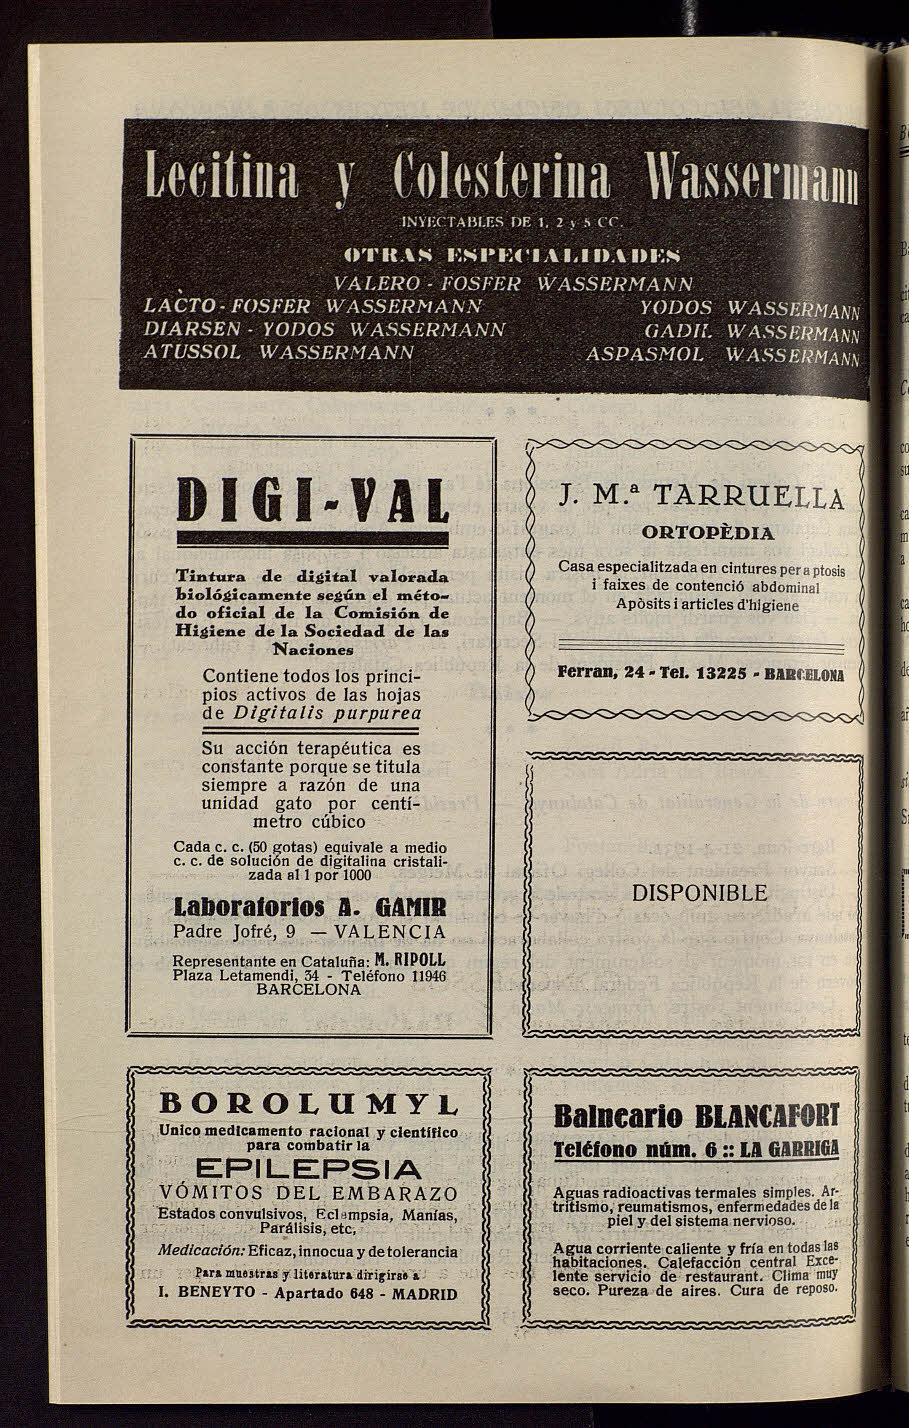 Lecitina y Colesterina Wassermann
INYECTABLES DE 1, 2 y 5 CC.
OTRAS ESPECIALIDADES
VALERO - FOSFER WASSERMANN
LACTO - FOSFER WASSERMANN YODOS WASSERMANN
DIARSEN - YODOS WASSERMANN GADIL WASSERMANN
ATUSSOL WASSERMANN ASPASMOL WASSERMANN
DIGI-VAL
Tintura de digital valorada
biológicamente según el méto-
do oficial de la Comisión de
Higiene de la Sociedad de las
Naciones
Contiene todos los princi-
pios activos de las hojas
de Digitalis purpurea
Su acción terapéutica es
constante porque se titula
siempre a razón de una
unidad gato por centí-
metro cúbico
Cada c. c. (50 gotas) equivale a medio
c. c. de solución de digitalina cristali-
zada al 1 por 1000
Laboratorios A. GAMIR
Padre Jofré, 9 — VALENCIA
Representante en Cataluña: M. RIPOLL
Plaza Letamendi, 34 - Teléfono 11946
BARCELONA
J. M.ª TARRUELLA
ORTOPÈDIA
Casa especialitzada en cintures per a ptosis
i faixes de contenció abdominal
Apòsits i articles d'higiene
Ferran, 24 - Tel. 13225 - BARCELONA
DISPONIBLE
BOROLUMYL
Unico medicamento racional y científico
para combatir la
EPILEPSIA
VÓMITOS DEL EMBARAZO
Estados convulsivos, Eclampsia, Manías,
Parálisis, etc,
Medicación: Eficaz, innocua y de tolerancia
Para muestras y literatura dirigirse a
I. BENEYTO - Apartado 648 - MADRID
Balneario BLANCAFORT
Teléfono núm. 6 :: LA GARRIGA
Aguas radioactivas termales simples. Ar-
tritismo, reumatismos, enfermedades de la
piel y del sistema nervioso.
Agua corriente caliente y fría en todas las
habitaciones. Calefacción central Exce-
lente servicio de restaurant. Clima muy
seco. Pureza de aires. Cura de reposo.